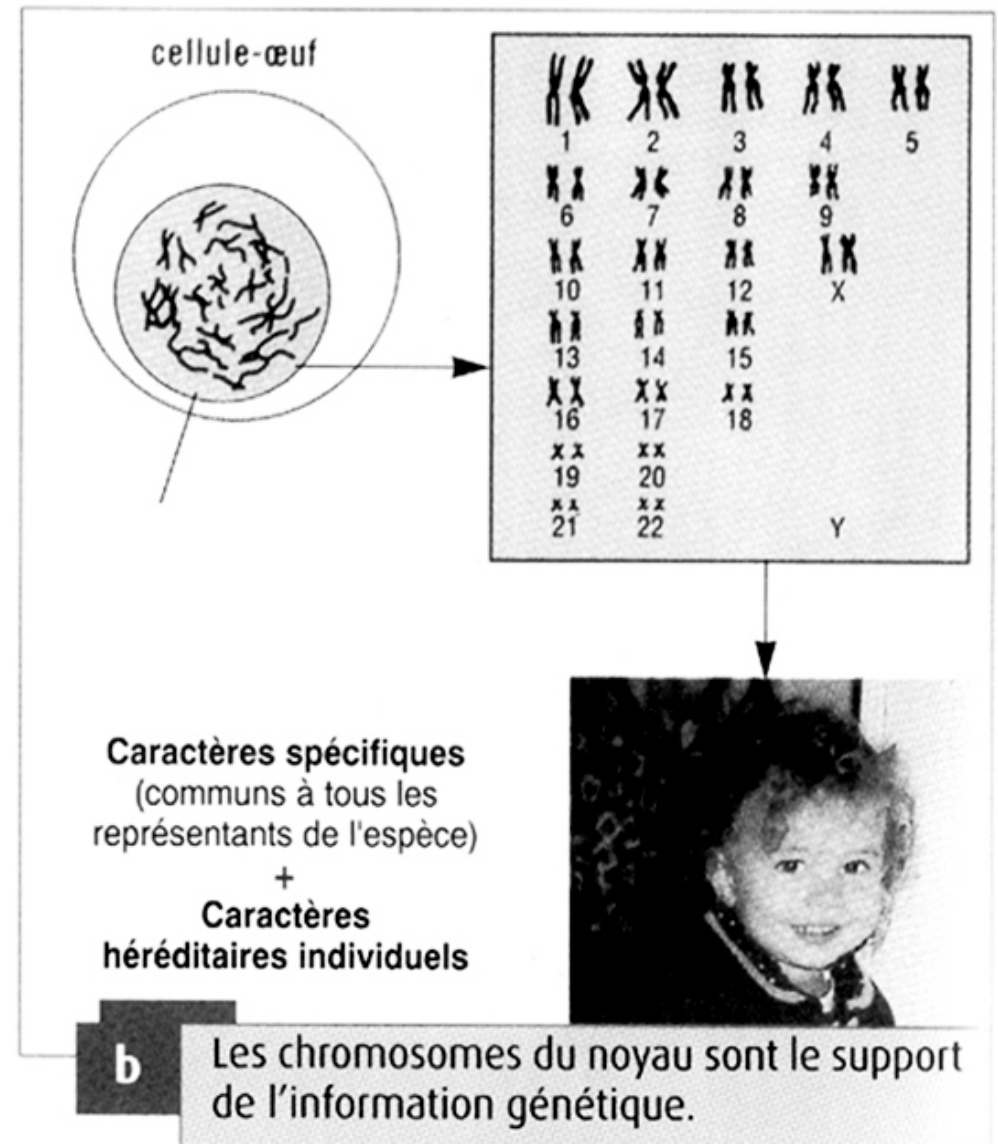 cellule-œuf
1 2 3 4 5
6 7 8 9
10 11 12 X
13 14 15
16 17 18
19 20
21 22 Y
Caractères spécifiques
(communs à tous les
représentants de l'espèce)
+
Caractères
héréditaires individuels
b
Les chromosomes du noyau sont le support
de l'information génétique.